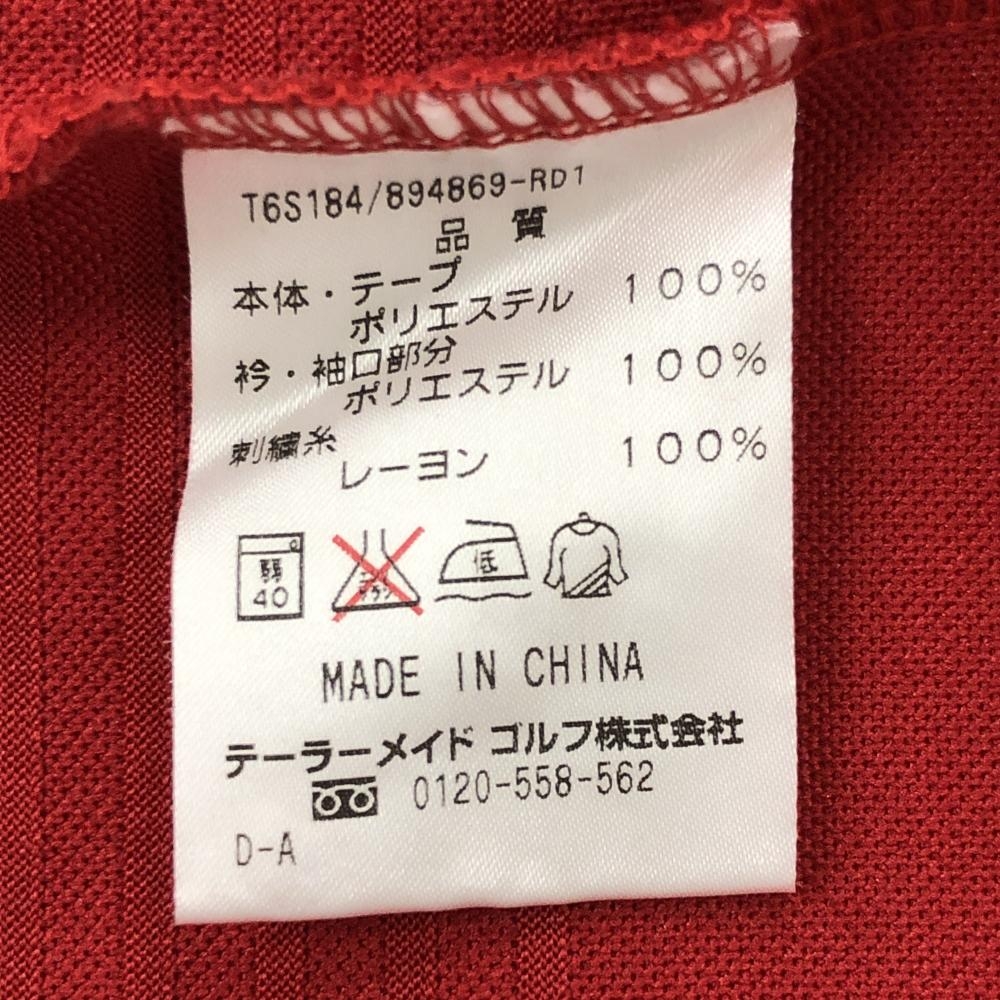 T6S184/894869-RD1
品 質
本体・テープ
ポリエステル 100%
衿・袖口部分
ポリエステル 100%
刺繍糸
レーヨン 100%
弱
40
低
MADE IN CHINA
テーラーメイド ゴルフ株式会社
0120-558-562
D-A